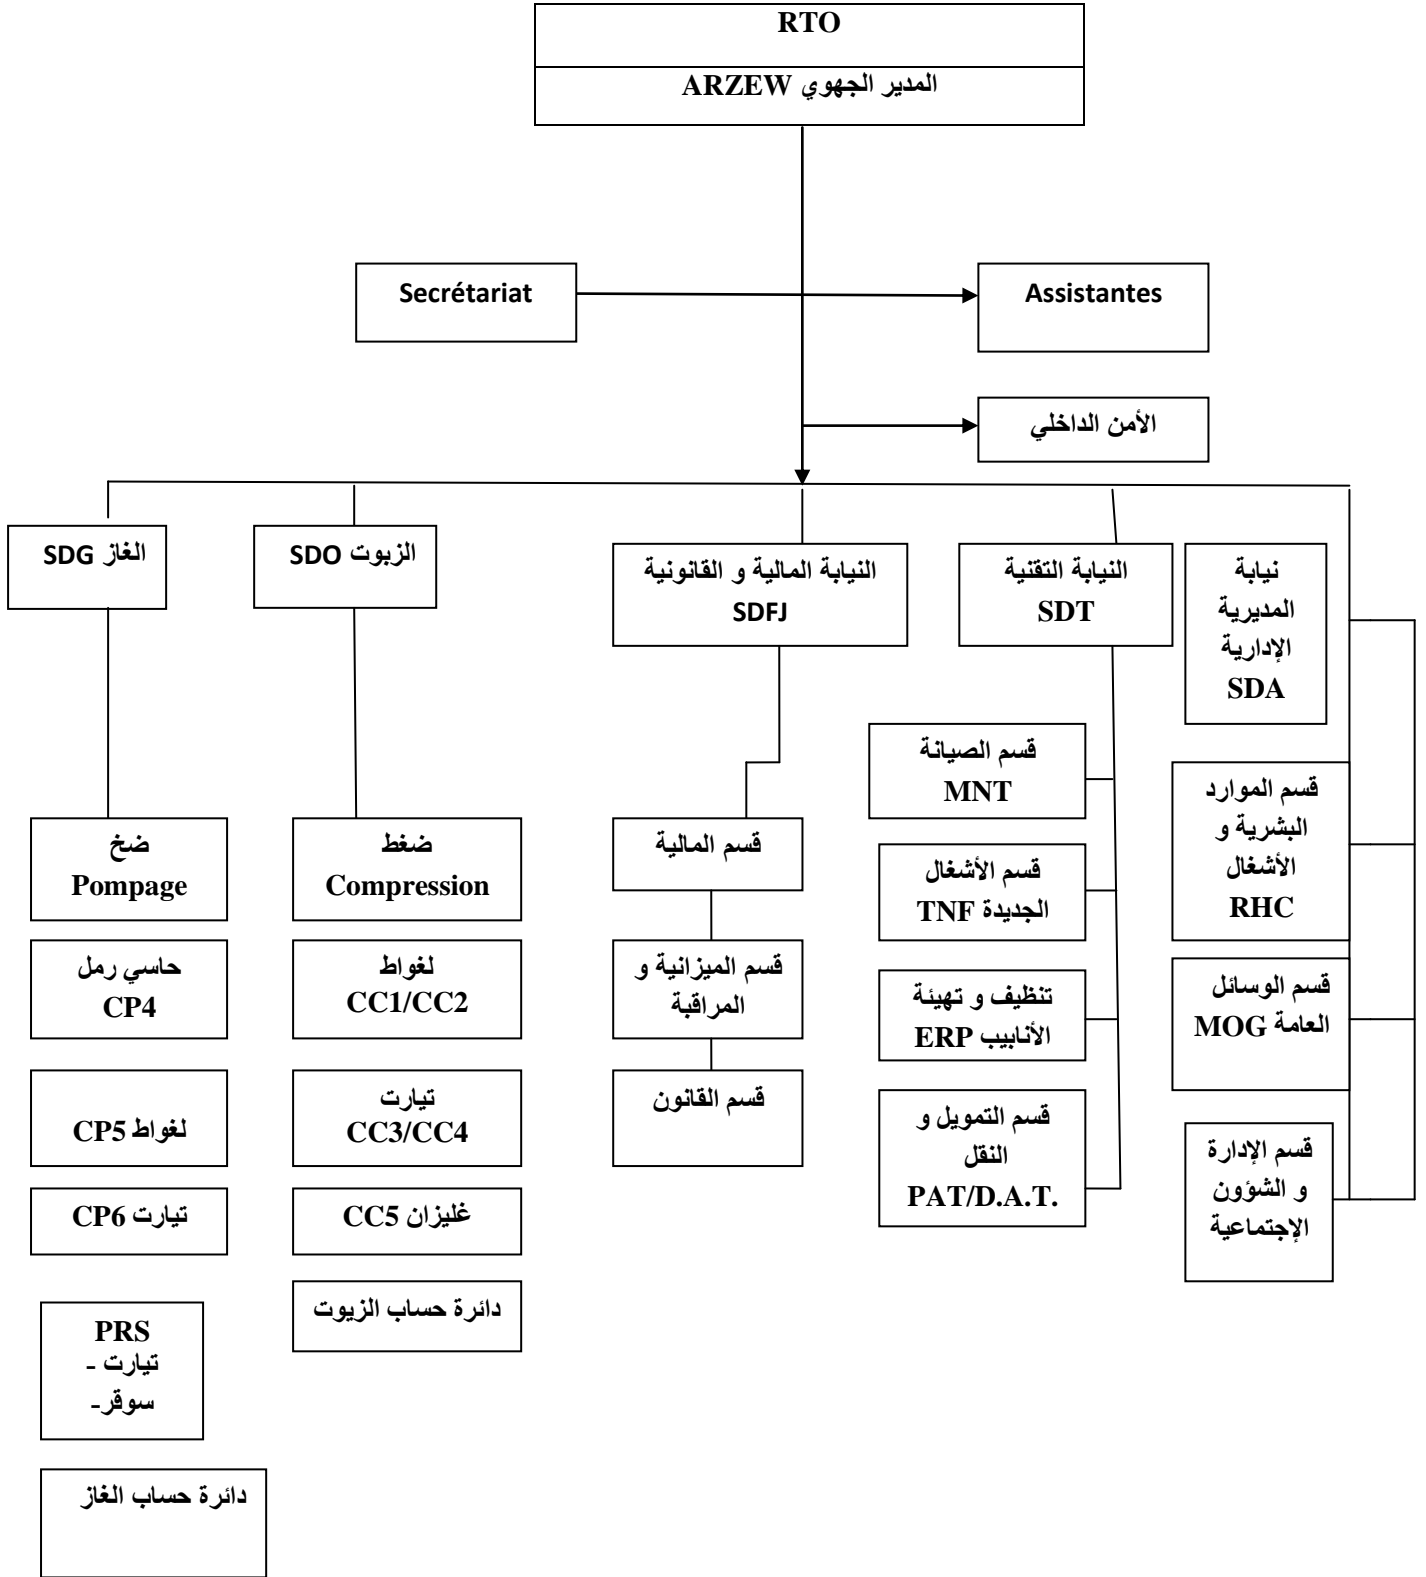 RTO
المدير الجهوي ARZEW
Secrétariat
Assistantes
الأمن الداخلي
الغاز SDG
الزبوت SDO
النيابة المالية و القانونية
SDFJ
النيابة التقنية
SDT
نيابة
المديرية
الإدارية
SDA
قسم الصيانة
MNT
قسم الموارد
البشرية و
الأشغال
RHC
ضخ
Pompage
ضغط
Compression
قسم المالية
قسم الأشغال
الجديدة TNF
حاسي رمل
CP4
لغواط
CC1/CC2
قسم الميزانية و
المراقبة
تنظيف و تهيئة
الأنابيب ERP
قسم الوسائل
العامة MOG
لغواط CP5
تيارت
CC3/CC4
قسم القانون
قسم التمويل و
النقل
PAT/D.A.T.
قسم الإدارة
و الشؤون
الإجتماعية
تيارت CP6
غليزان CC5
دائرة حساب الزيوت
PRS
تيارت -
سوقر-
دائرة حساب الغاز